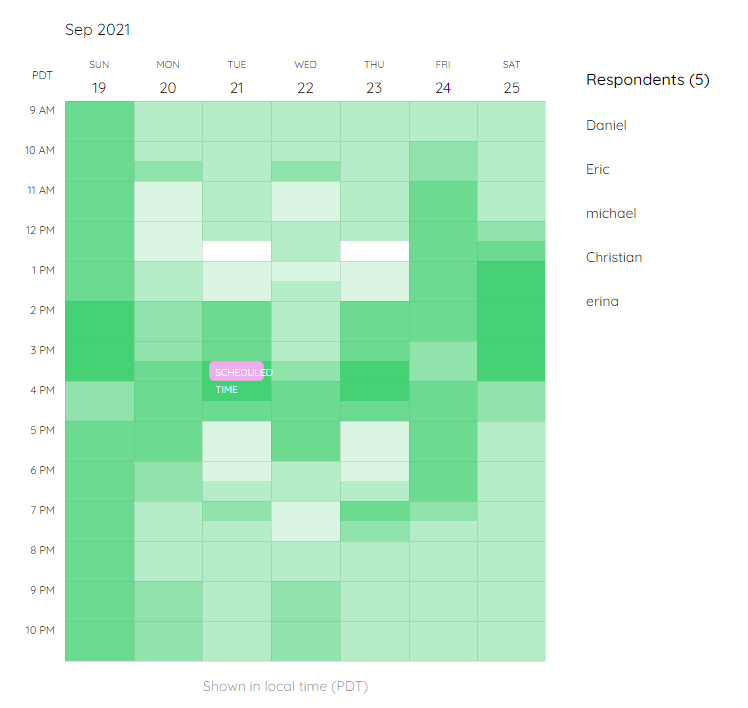 Sep 2021
SUN MON TUE WED THU FRI SAT
PDT
19 20 21 22 23 24 25
Respondents (5)
Daniel
Eric
michael
Christian
erina
9 AM
10 AM
11 AM
12 PM
1 PM
2 PM
3 PM
SCHEDULED
TIME
4 PM
5 PM
6 PM
7 PM
8 PM
9 PM
10 PM
Shown in local time (PDT)